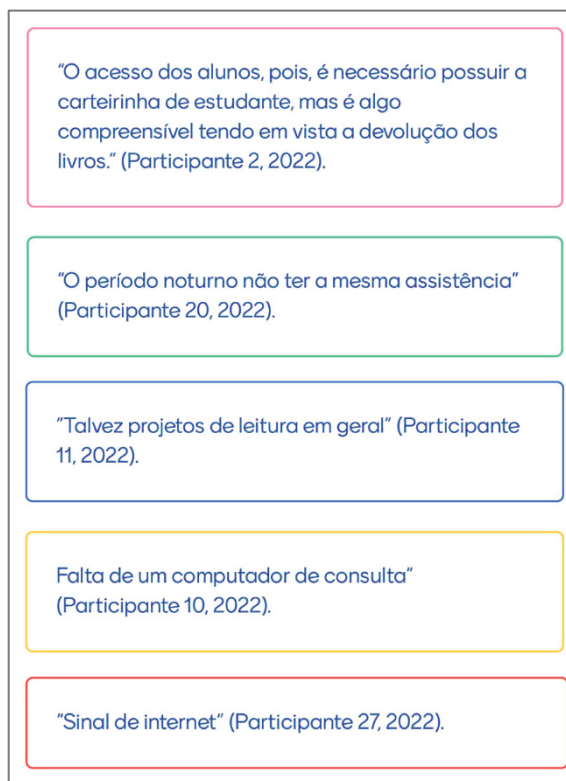 “O acesso dos alunos, pois, é necessário possuir a
carteirinha de estudante, mas é algo
compreensível tendo em vista a devolução dos
livros.” (Participante 2, 2022).
“O período noturno não ter a mesma assistência”
(Participante 20, 2022).
“Talvez projetos de leitura em geral” (Participante
11, 2022).
Falta de um computador de consulta”
(Participante 10, 2022).
“Sinal de internet” (Participante 27, 2022).